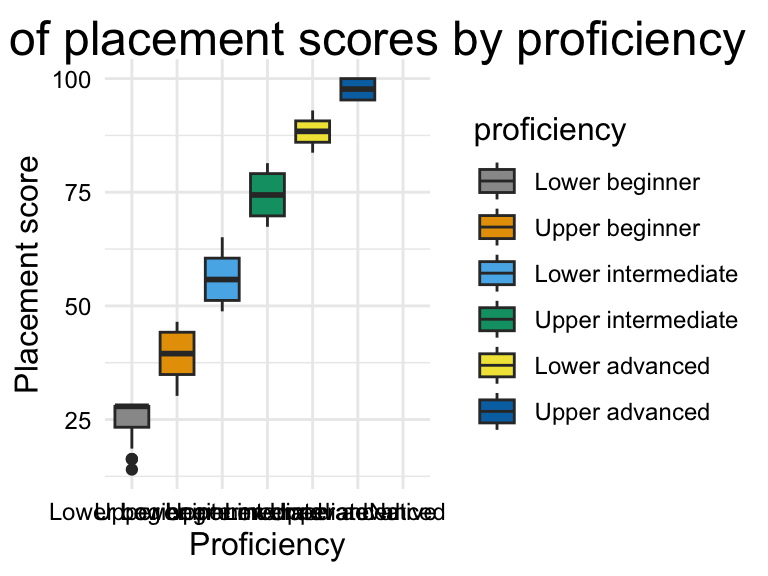 of placement scores by proficiency
100
75
50
25
Placement score
Proficiency
proficiency
Lower beginner
Upper beginner
Lower intermediate
Upper intermediate
Lower advanced
Upper advanced